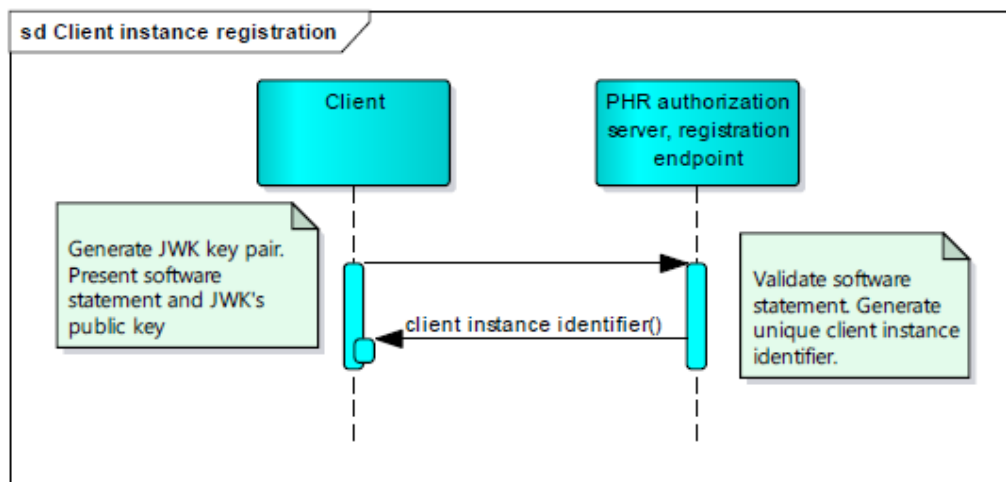 sd Client instance registration
Client
PHR authorization
server, registration
endpoint
Generate JWK key pair.
Present software
statement and JWK's
public key
Validate software
statement. Generate
unique client instance
identifier.
client instance identifier()